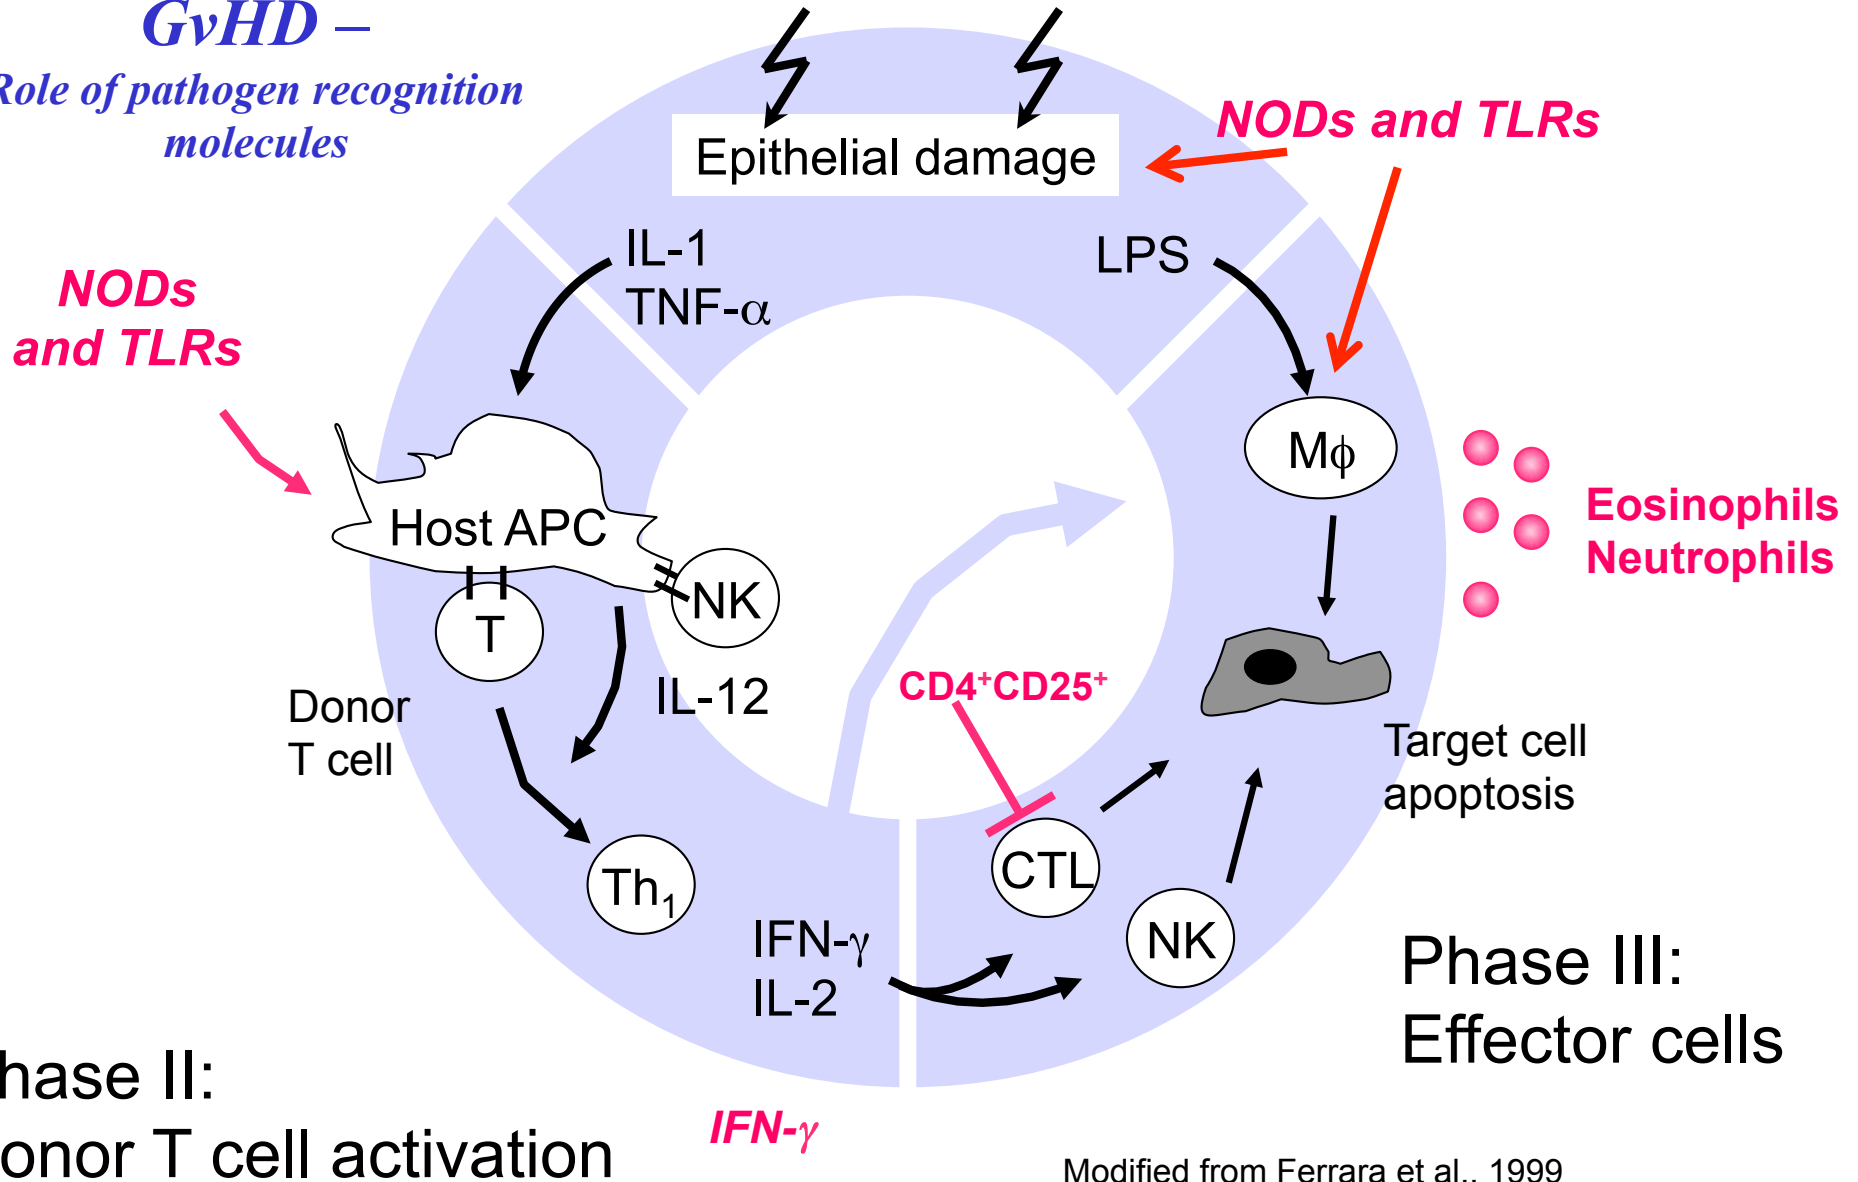 GvHD –
Role of pathogen recognition
molecules
Epithelial damage
NODs and TLRs
IL-1
TNF-α
LPS
NODs
and TLRs
Mϕ
Host APC
Eosinophils
Neutrophils
NK
T
IL-12
CD4⁺CD25⁺
Donor
T cell
Target cell
apoptosis
CTL
Th₁
NK
IFN-γ
IL-2
Phase III:
Effector cells
hase II:
onor T cell activation
IFN-γ
Modified from Ferrara et al., 1999